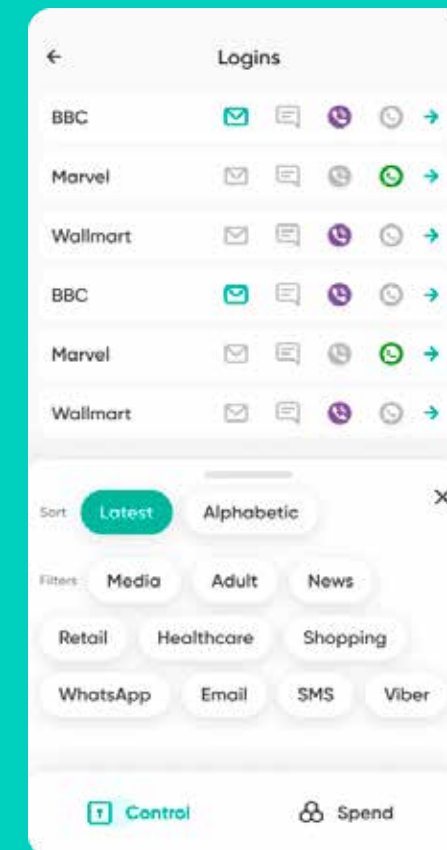 Logins
BBC
Marvel
Wallmart
BBC
Marvel
Wallmart
Sort Latest Alphabetic
Filters Media Adult News
Retail Healthcare Shopping
WhatsApp Email SMS Viber
Control Spend